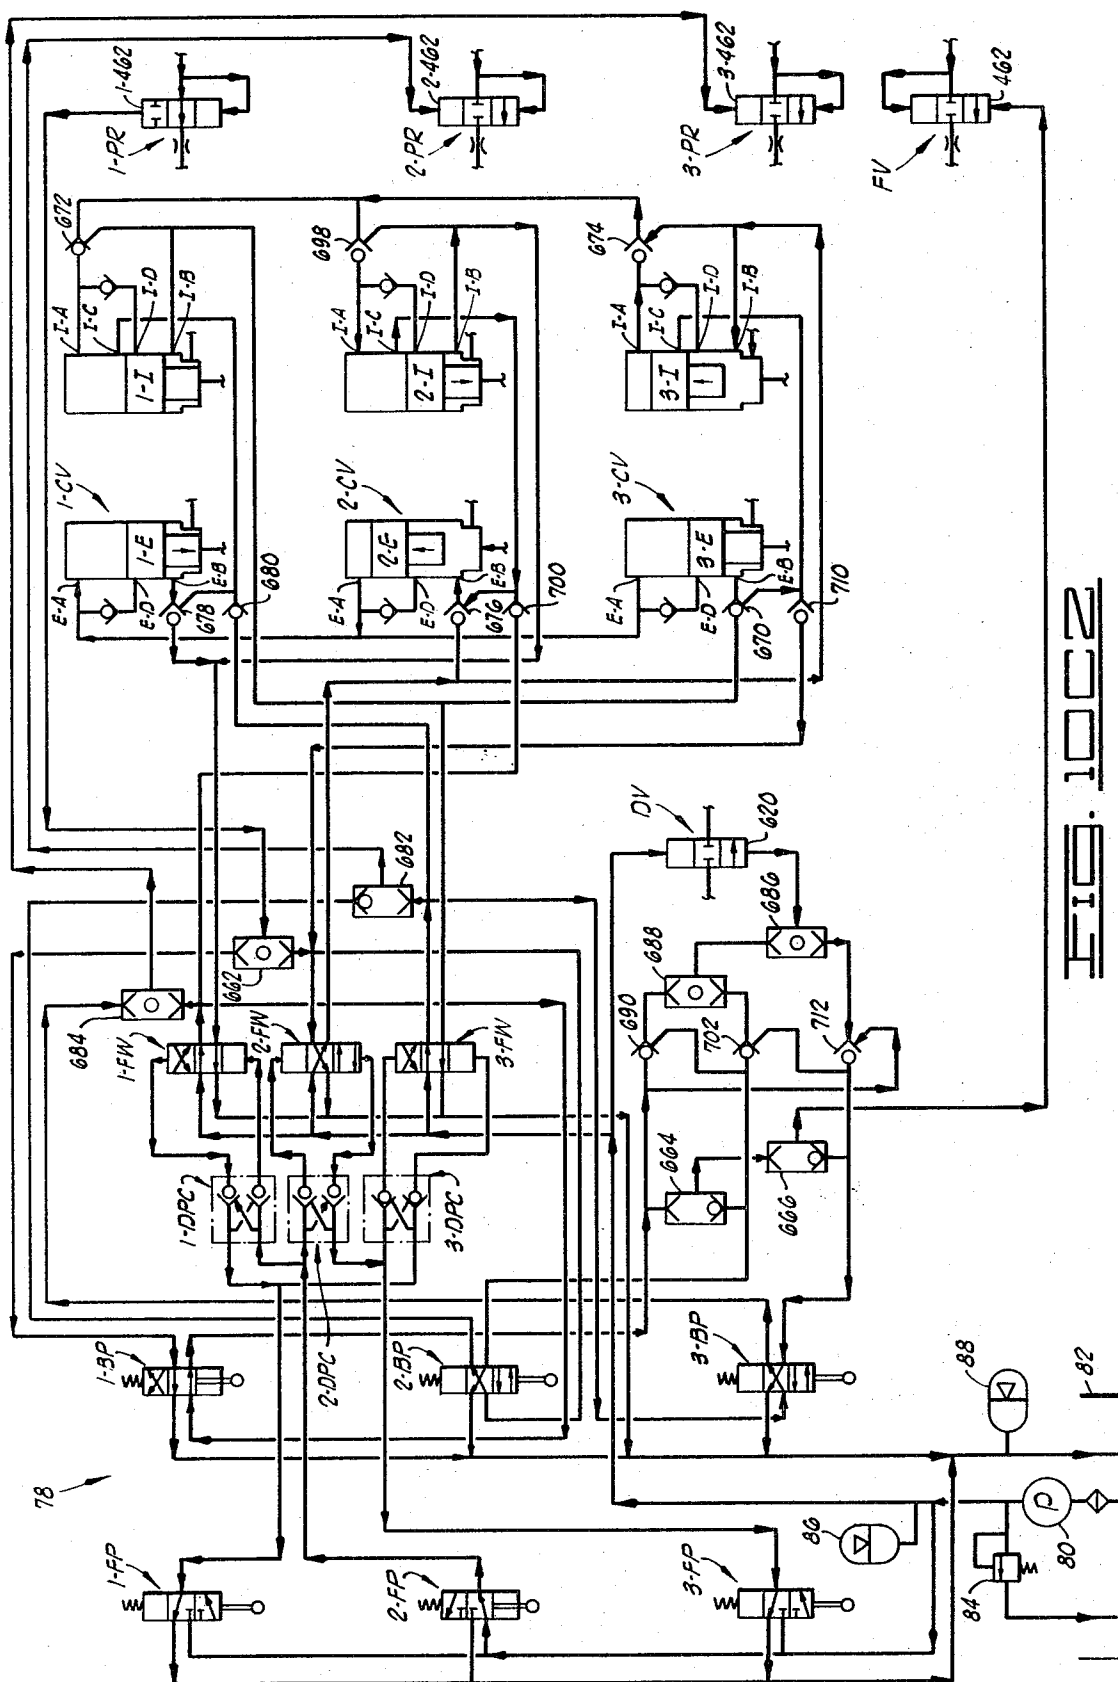 1-462
1-PR
2-462
2-PR
3-462
3-PR
462
FV
672
698
674
I-A
I-C
I-D
I-B
1-I
I-A
I-C
I-D
I-B
2-I
I-A
I-C
I-D
I-B
3-I
1-CV
2-CV
3-CV
1-E
2-E
3-E
E-A
E-D
E-B
678
680
E-A
E-D
E-B
676
700
E-A
E-D
E-B
670
710
DV
620
682
662
684
686
688
690
702
712
1-FW
2-FW
3-FW
664
666
1-DPC
2-DPC
3-DPC
1-BP
2-BP
3-BP
88
82
78
86
P
80
84
1-FP
2-FP
3-FP
FIG. 10C2